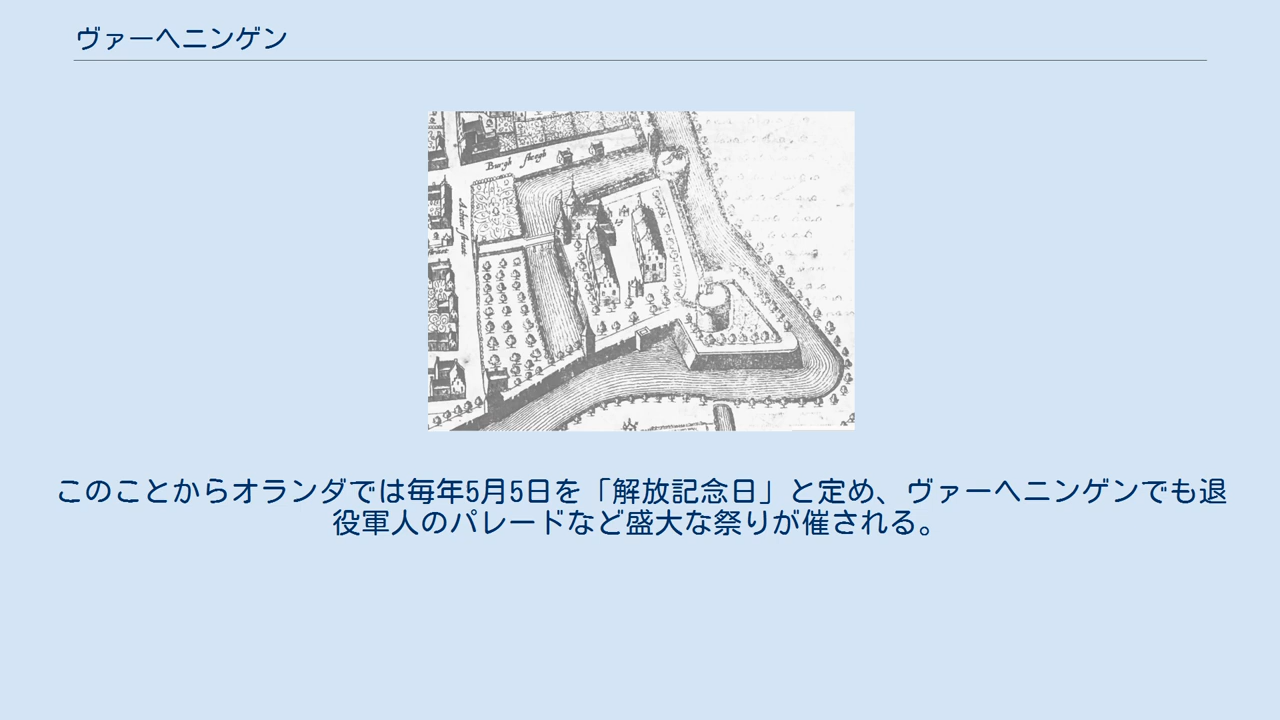 ヴァーヘニンゲン
Burgh steegh
このことからオランダでは毎年5月5日を「解放記念日」と定め、ヴァーヘニンゲンでも退
役軍人のパレードなど盛大な祭りが催される。